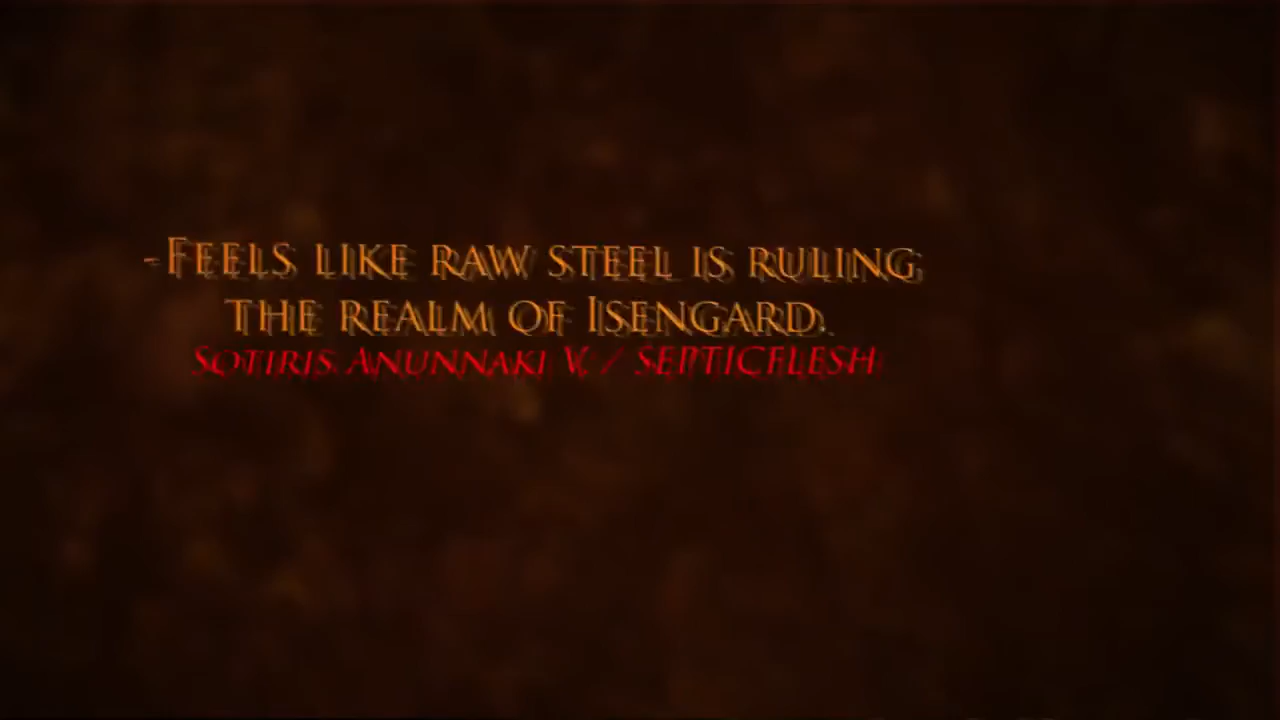 -Feels like raw steel is ruling
the realm of Isengard.
Sotiris Anunnaki V. / SEPTICFLESH